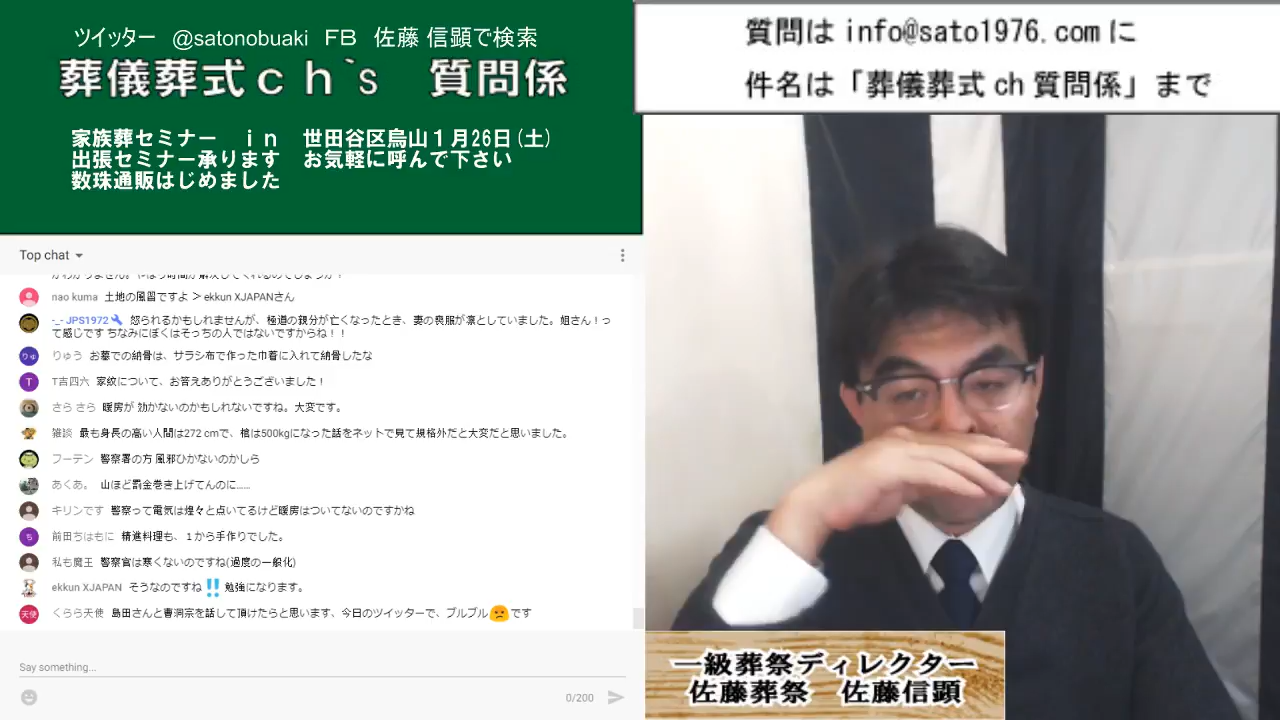 ツイッター @satonobuaki FB 佐藤 信顕で検索
葬儀葬式ch`s 質問係
家族葬セミナー in 世田谷区烏山1月26日(土)
出張セミナー承ります お気軽に呼んで下さい
数珠通販はじめました
質問は info@sato1976.com に
件名は「葬儀葬式 ch 質問係」まで
Top chat
nao kuma 土地の風習ですよ > ekkun XJAPANさん
-_- JPS1972 怒られるかもしれませんが、極道の親分が亡くなったとき、妻の喪服が凛としていました。姐さん！っ
て感じです ちなみにぼくはそっちの人ではないですからね！！
りゅう お墓での納骨は、サラシ布で作った巾着に入れて納骨したな
T吉四六 家紋について、お答えありがとうございました！
さら さら 暖房が 効かないのかもしれないですね。大変です。
雑談 最も身長の高い人間は272 cmで、棺は500kgになった話をネットで見て規格外だと大変だと思いました。
フーテン 警察署の方 風邪ひかないのかしら
あくあ。 山ほど罰金巻き上げてんのに……
キリンです 警察って電気は煌々と点いてるけど暖房はついてないのですかね
前田ちはもに 精進料理も、１から手作りでした。
私も魔王 警察官は寒くないのですね(過度の一般化)
ekkun XJAPAN そうなのですね‼勉強になります。
くらら天使 島田さんと曹洞宗を話して頂けたらと思います、今日のツイッターで、プルプル😠です
Say something...
0/200
一級葬祭ディレクター
佐藤葬祭 佐藤信顕